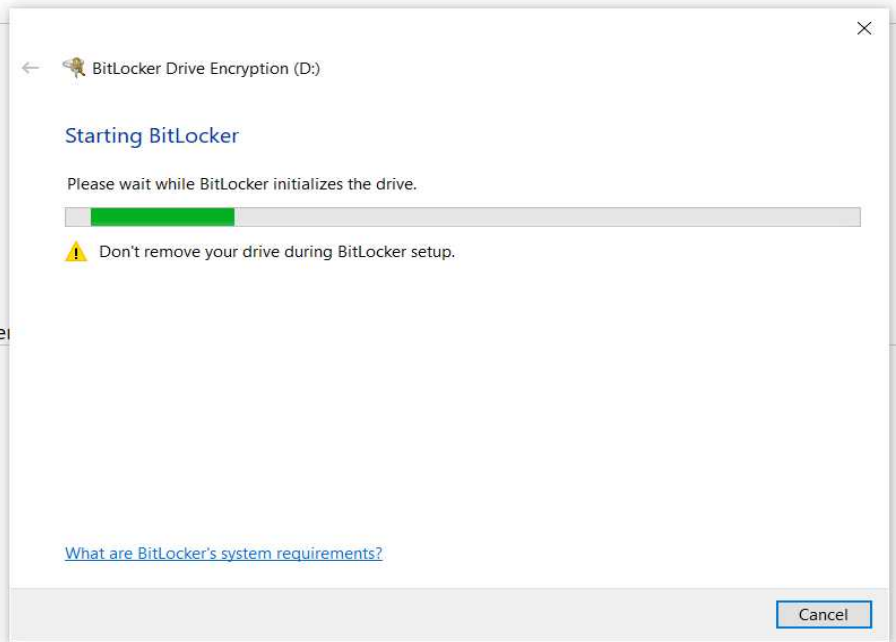 BitLocker Drive Encryption (D:)
Starting BitLocker
Please wait while BitLocker initializes the drive.
Don't remove your drive during BitLocker setup.
What are BitLocker's system requirements?
Cancel